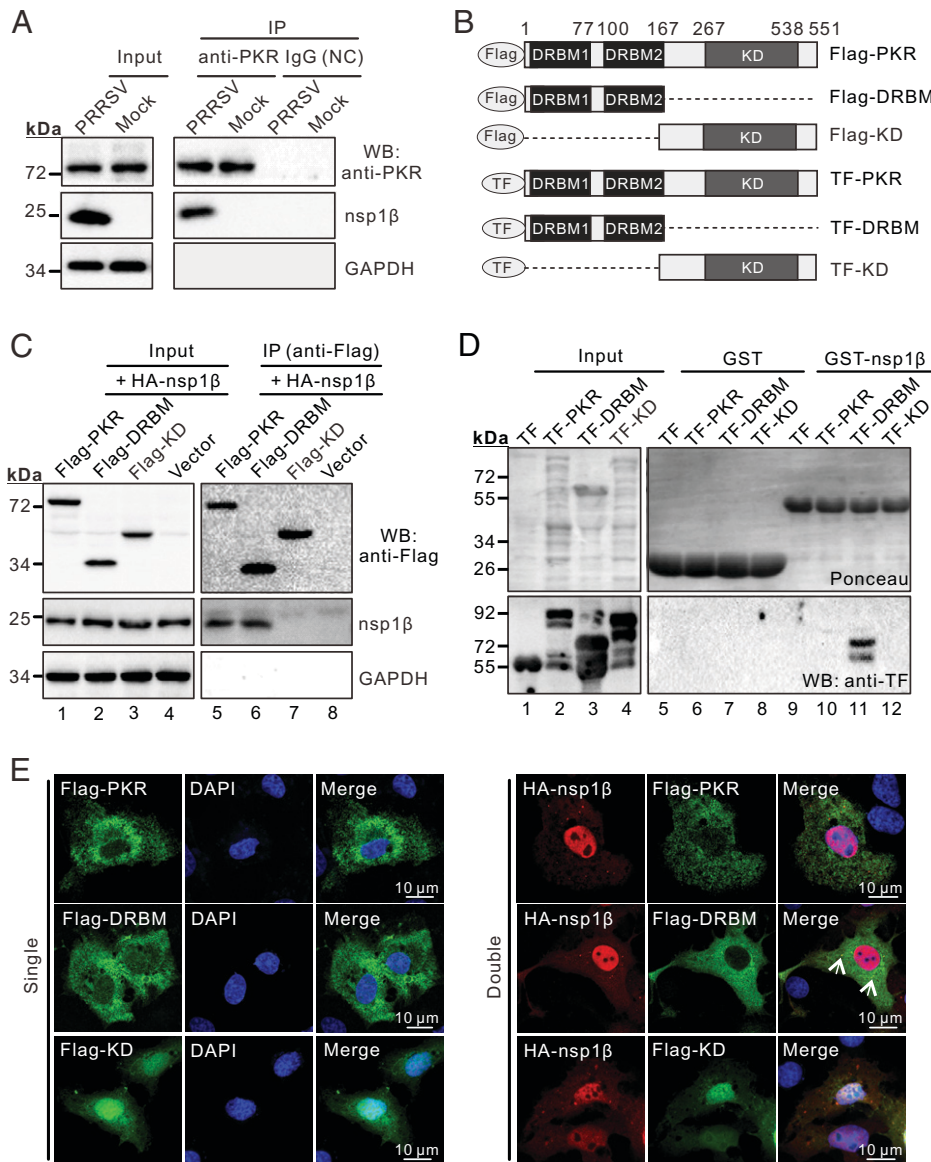 A
IP
Input
anti-PKR IgG (NC)
PRRSV
Mock
PRRSV
Mock
PRRSV
Mock
kDa
72
WB:
anti-PKR
25
nsp1β
34
GAPDH
B
1 77 100 167 267 538 551
Flag DRBM1 DRBM2 KD Flag-PKR
Flag DRBM1 DRBM2 Flag-DRBM
Flag KD Flag-KD
TF DRBM1 DRBM2 KD TF-PKR
TF DRBM1 DRBM2 TF-DRBM
TF KD TF-KD
C
Input IP (anti-Flag)
+ HA-nsp1β + HA-nsp1β
Flag-PKR
Flag-DRBM
Flag-KD
Vector
Flag-PKR
Flag-DRBM
Flag-KD
Vector
kDa
72
WB:
anti-Flag
34
25
nsp1β
34
GAPDH
1 2 3 4 5 6 7 8
D
Input GST GST-nsp1β
TF
TF-PKR
TF-DRBM
TF-KD
TF
TF-PKR
TF-DRBM
TF-KD
TF
TF-PKR
TF-DRBM
TF-KD
kDa
72
55
34
26
Ponceau
92
72
55
WB: anti-TF
1 2 3 4 5 6 7 8 9 10 11 12
E
Single
Flag-PKR DAPI Merge
10 µm
Flag-DRBM DAPI Merge
10 µm
Flag-KD DAPI Merge
10 µm
Double
HA-nsp1β Flag-PKR Merge
10 µm
HA-nsp1β Flag-DRBM Merge
10 µm
HA-nsp1β Flag-KD Merge
10 µm